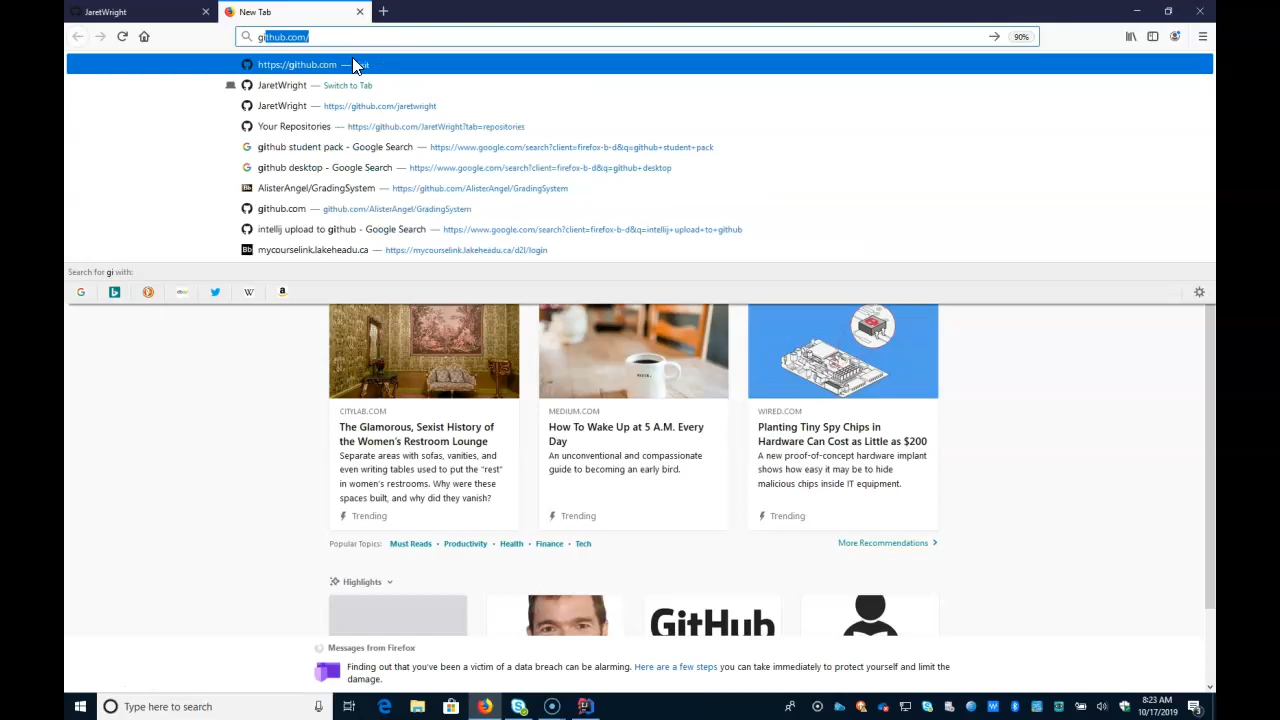 JaretWright
New Tab
github.com/
90%
https://github.com — Visit
JaretWright — Switch to Tab
JaretWright — https://github.com/jaretwright
Your Repositories — https://github.com/JaretWright?tab=repositories
github student pack - Google Search — https://www.google.com/search?client=firefox-b-d&q=github+student+pack
github desktop - Google Search — https://www.google.com/search?client=firefox-b-d&q=github+desktop
AlisterAngel/GradingSystem — https://github.com/AlisterAngel/GradingSystem
github.com — github.com/AlisterAngel/GradingSystem
intellij upload to github - Google Search — https://www.google.com/search?client=firefox-b-d&q=intellij+upload+to+github
mycourselink.lakeheadu.ca — https://mycourselink.lakeheadu.ca/d2l/login
Search for gi with:
CITYLAB.COM
The Glamorous, Sexist History of
the Women's Restroom Lounge
Separate areas with sofas, vanities, and
even writing tables used to put the "rest"
in women's restrooms. Why were these
spaces built, and why did they vanish?
Trending
MEDIUM.COM
How To Wake Up at 5 A.M. Every
Day
An unconventional and compassionate
guide to becoming an early bird.
Trending
WIRED.COM
Planting Tiny Spy Chips in
Hardware Can Cost as Little as $200
A new proof-of-concept hardware implant
shows how easy it may be to hide
malicious chips inside IT equipment.
Trending
Popular Topics: Must Reads • Productivity • Health • Finance • Tech
More Recommendations
Highlights
GitHub
Messages from Firefox
Finding out that you've been a victim of a data breach can be alarming. Here are a few steps you can take immediately to protect yourself and limit the
damage.
Type here to search
8:23 AM
10/17/2019